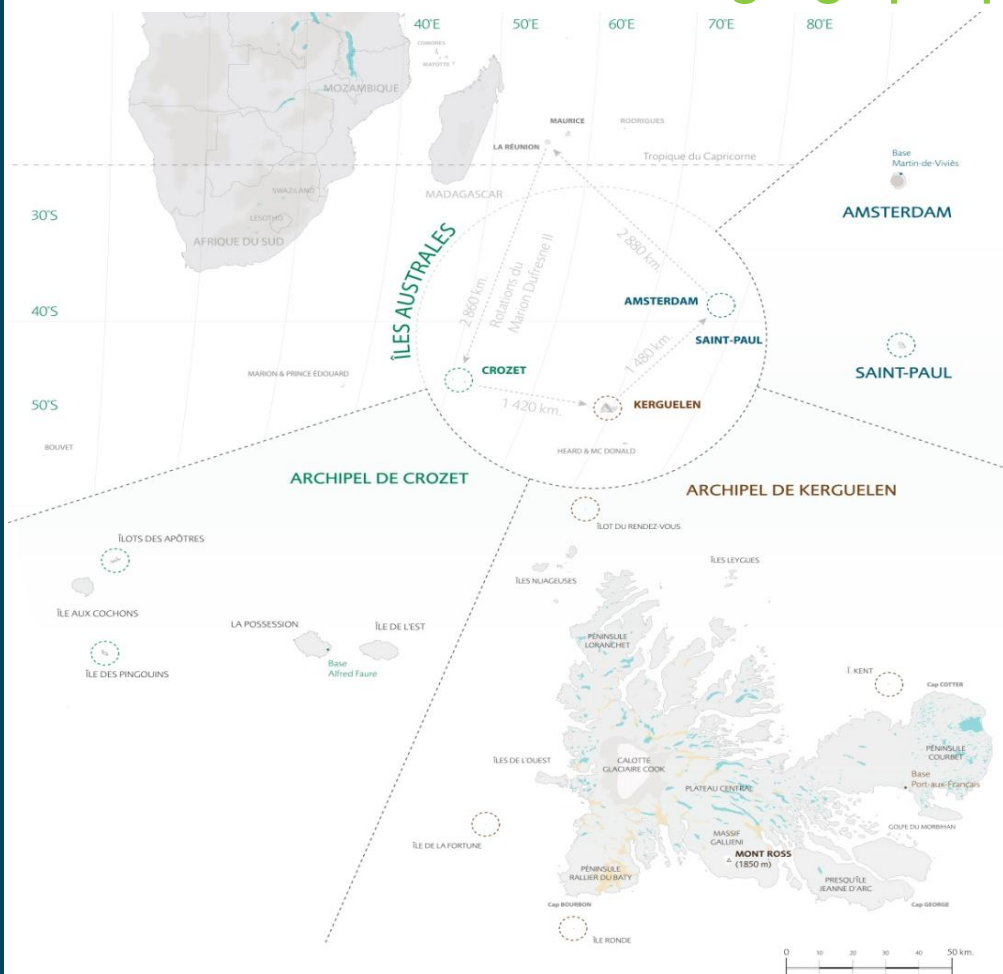 40°E
50°E
60°E
70°E
80°E
COMORES
MAYOTTE
MOZAMBIQUE
MAURICE
RODRIGUES
LA RÉUNION
Tropique du Capricorne
Base
Martin-de-Viviès
MADAGASCAR
SWAZILAND
LESOTHO
AFRIQUE DU SUD
30°S
AMSTERDAM
ÎLES AUSTRALES
2 860 km.
Rotations du
Marion Dufresne II
2 880 km.
AMSTERDAM
40°S
SAINT-PAUL
1 480 km.
SAINT-PAUL
MARION & PRINCE ÉDOUARD
CROZET
1 420 km.
KERGUELEN
50°S
BOUVET
HEARD & MC DONALD
ARCHIPEL DE CROZET
ARCHIPEL DE KERGUELEN
ÎLOT DU RENDEZ-VOUS
ÎLOTS DES APÔTRES
ÎLES NUAGEUSES
ÎLES LEYGUES
ÎLE AUX COCHONS
LA POSSESSION
ÎLE DE L'EST
PÉNINSULE
LORANCHET
Base
Alfred Faure
ÎLE DES PINGOUINS
Î. KENT
Cap COTTER
ÎLES DE L'OUEST
CALOTTE
GLACIAIRE COOK
PÉNINSULE
COURBET
PLATEAU CENTRAL
Base
Port-aux-Français
GOLFE DU MORBIHAN
MASSIF
GALLIENI
ÎLE DE LA FORTUNE
MONT ROSS
(1850 m)
PÉNINSULE
RALLIER DU BATY
PRESQU'ÎLE
JEANNE D'ARC
Cap BOURBON
Cap GEORGE
ÎLE RONDE
0 10 20 30 40 50 km.